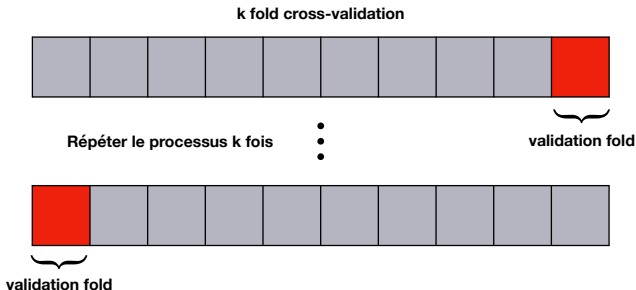 k fold cross-validation
validation fold
Répéter le processus k fois
validation fold